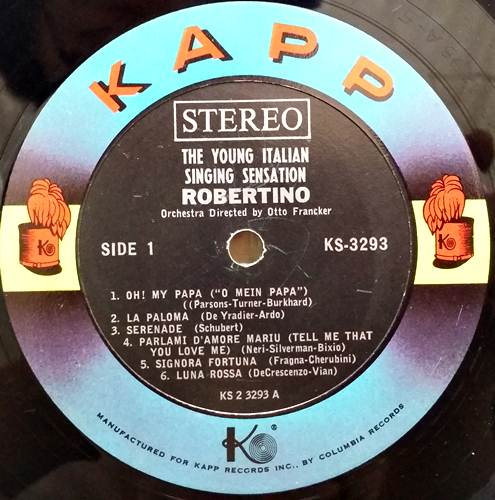 KAPP
STEREO
THE YOUNG ITALIAN
SINGING SENSATION
ROBERTINO
Orchestra Directed by Otto Francker
SIDE 1
KS-3293
1. OH! MY PAPA ("O MEIN PAPA")
((Parsons-Turner-Burkhard)
2. LA PALOMA (De Yradier-Ardo)
3. SERENADE (Schubert)
4. PARLAMI D'AMORE MARIU (TELL ME THAT
YOU LOVE ME) (Neri-Silverman-Bixio)
5. SIGNORA FORTUNA (Fragna-Cherubini)
6. LUNA ROSSA (DeCrescenzo-Vian)
KS 2 3293 A
K
K
K ®
MANUFACTURED FOR KAPP RECORDS INC., BY COLUMBIA RECORDS